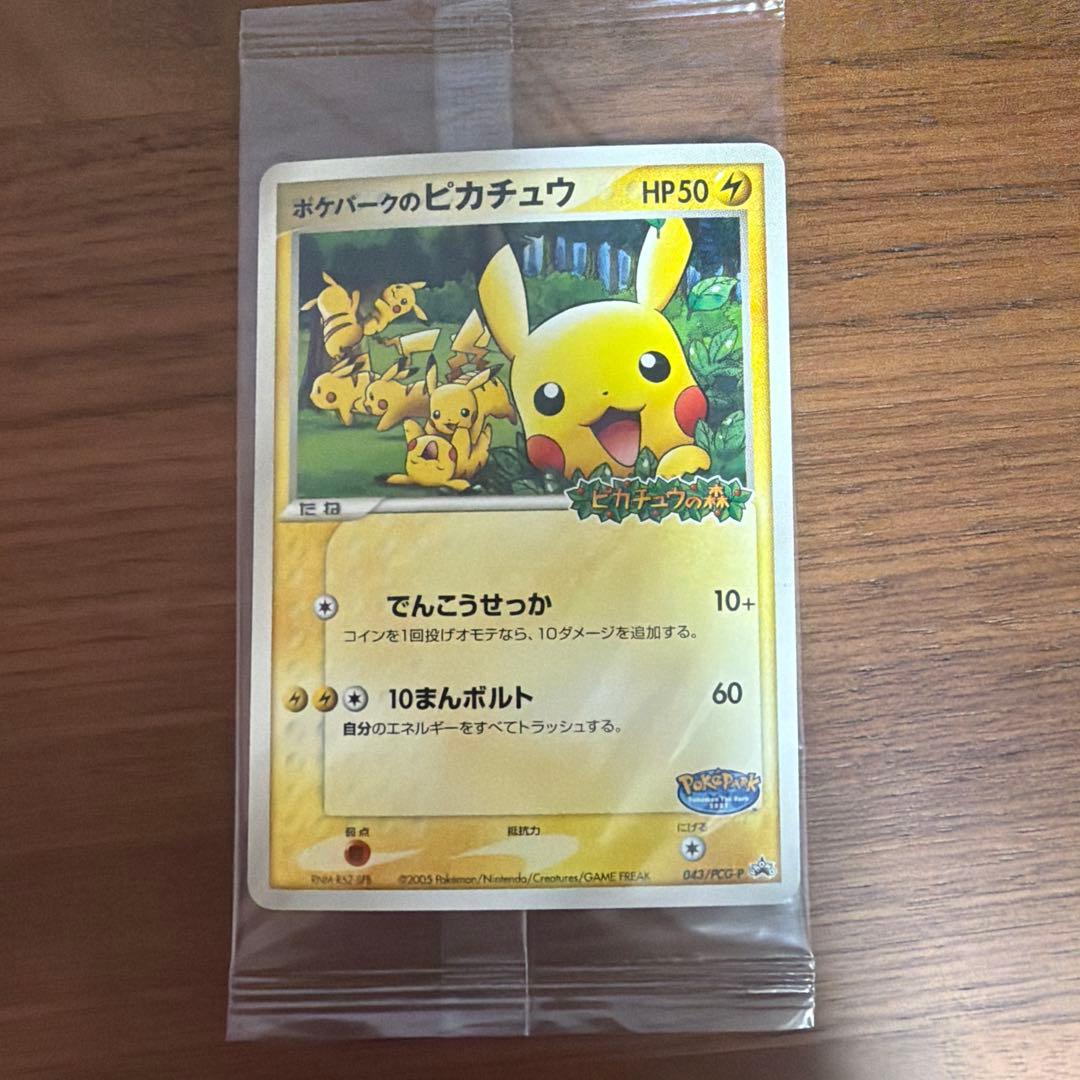 ポケパークのピカチュウ HP50
ピカチュウの森
たね
でんこうせっか 10+
コインを1回投げオモテなら、10ダメージを追加する。
10まんボルト 60
自分のエネルギーをすべてトラッシュする。
POKéPARK
Pokémon The Park
2005
弱点 抵抗力 にげる
©2005 Pokémon/Nintendo/Creatures/GAME FREAK 043/PCG-P